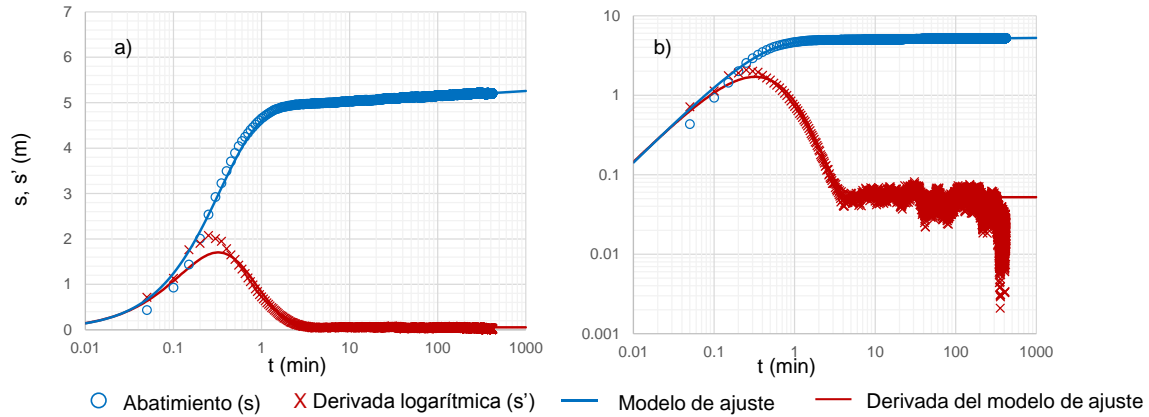 a)
7
6
5
4
3
2
1
0
s, s’ (m)
0.01 0.1 1 10 100 1000
t (min)
b)
10
1
0.1
0.01
0.001
0.01 0.1 1 10 100 1000
t (min)
Abatimiento (s) Derivada logarítmica (s’) Modelo de ajuste Derivada del modelo de ajuste